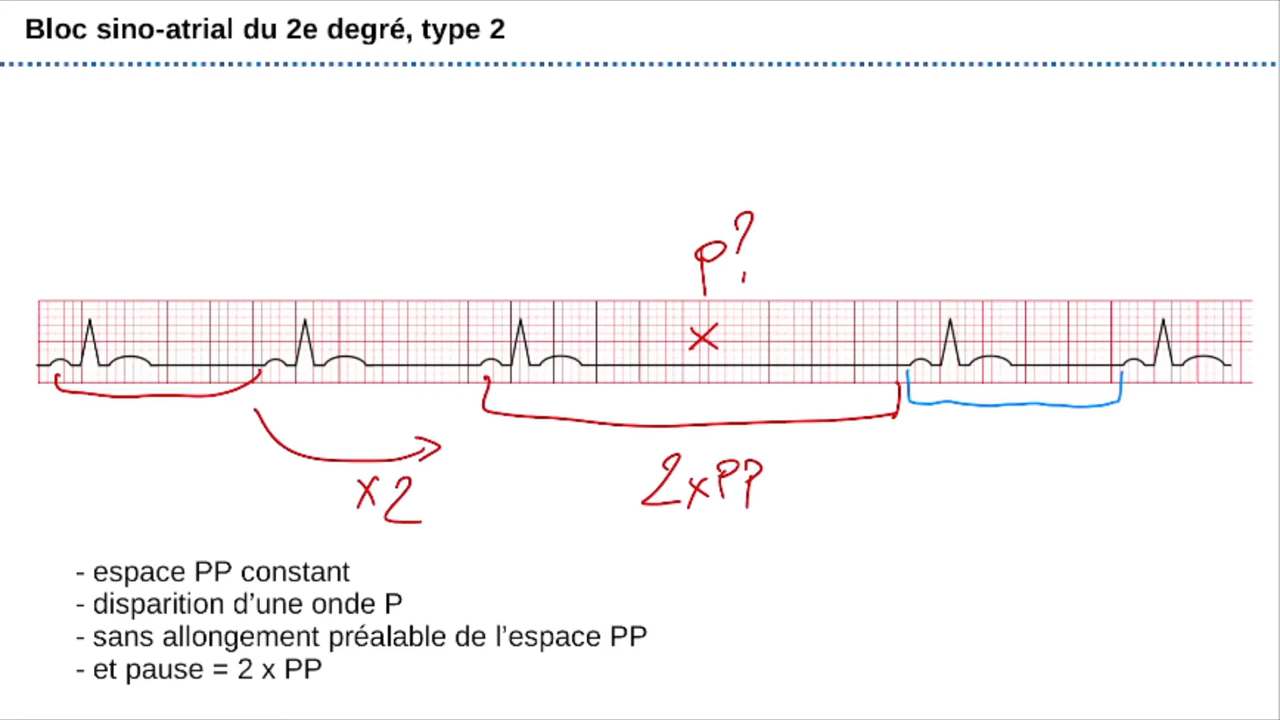 Bloc sino-atrial du 2e degré, type 2
P?
x
x2
2xPP
- espace PP constant
- disparition d’une onde P
- sans allongement préalable de l’espace PP
- et pause = 2 x PP